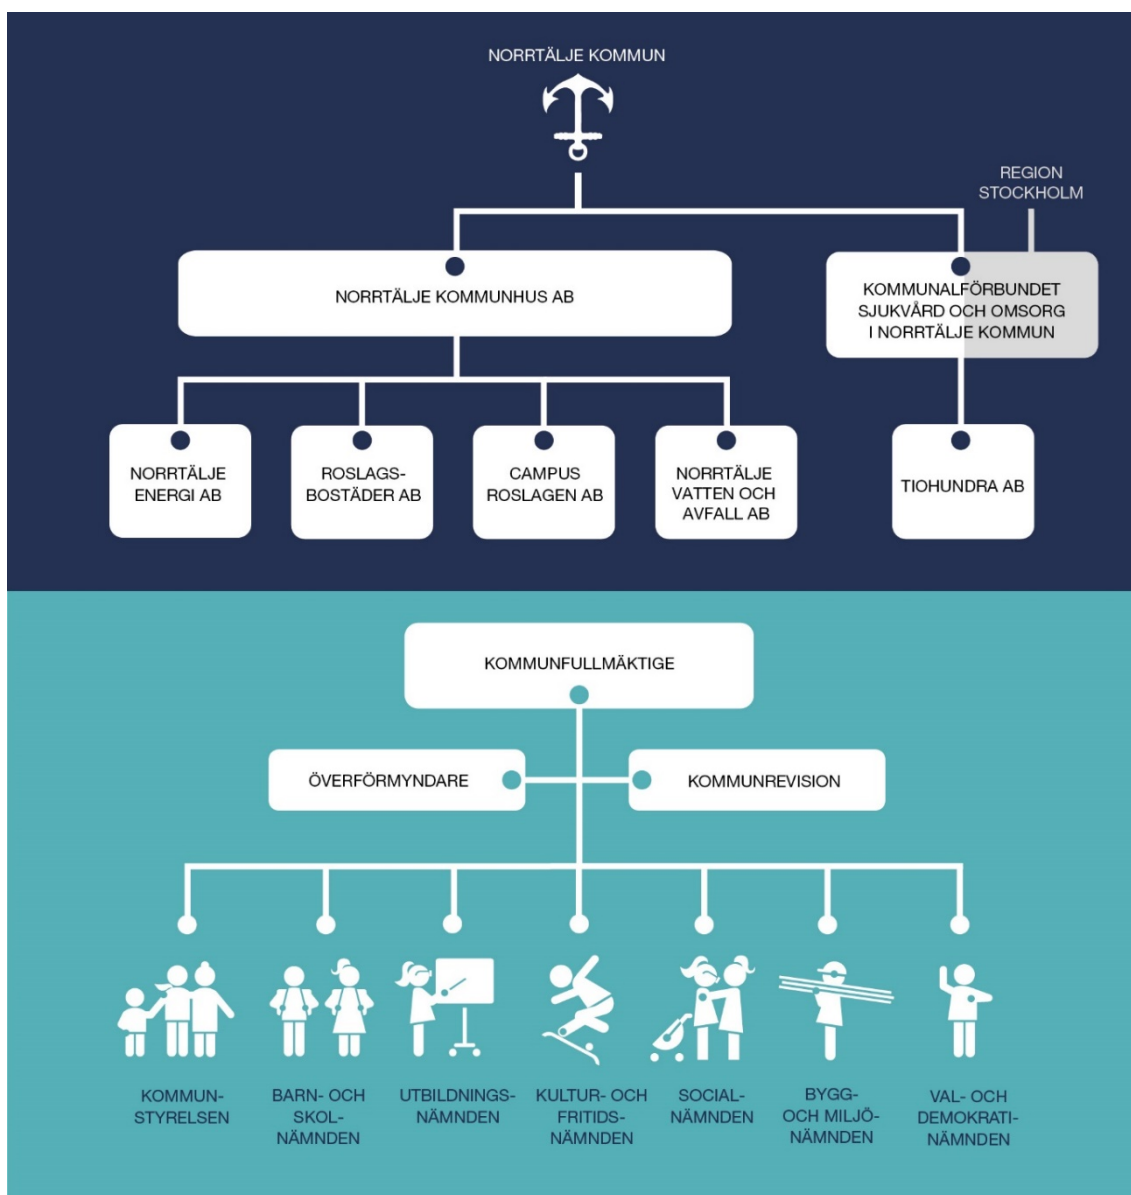 NORRTÄLJE KOMMUN
REGION
STOCKHOLM
NORRTÄLJE KOMMUNHUS AB
KOMMUNALFÖRBUNDET
SJUKVÅRD OCH OMSORG
I NORRTÄLJE KOMMUN
NORRTÄLJE
ENERGI AB
ROSLAGS-
BOSTÄDER AB
CAMPUS
ROSLAGEN AB
NORRTÄLJE
VATTEN OCH
AVFALL AB
TIOHUNDRA AB
KOMMUNFULLMÄKTIGE
ÖVERFÖRMYNDARE
KOMMUNREVISION
KOMMUN-
STYRELSEN
BARN- OCH
SKOL-
NÄMNDEN
UTBILDNINGS-
NÄMNDEN
KULTUR- OCH
FRITIDS-
NÄMNDEN
SOCIAL-
NÄMNDEN
BYGG-
OCH MILJÖ-
NÄMNDEN
VAL- OCH
DEMOKRATI-
NÄMNDEN